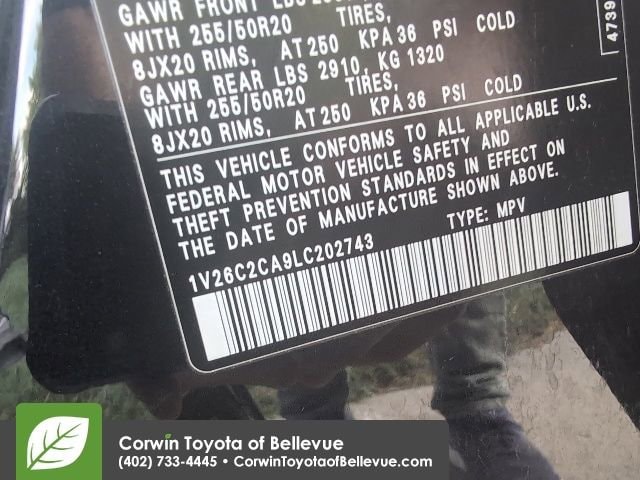 GAWR FRONT LBS
WITH 255/50R20 TIRES,
8JX20 RIMS, AT 250 KPA 36 PSI COLD
GAWR REAR LBS 2910, KG 1320
WITH 255/50R20 TIRES,
8JX20 RIMS, AT 250 KPA 36 PSI COLD
THIS VEHICLE CONFORMS TO ALL APPLICABLE U.S.
FEDERAL MOTOR VEHICLE SAFETY AND
THEFT PREVENTION STANDARDS IN EFFECT ON
THE DATE OF MANUFACTURE SHOWN ABOVE.
1V26C2CA9LC202743 TYPE: MPV
4739
Corwin Toyota of Bellevue
(402) 733-4445 • CorwinToyotaofBellevue.com